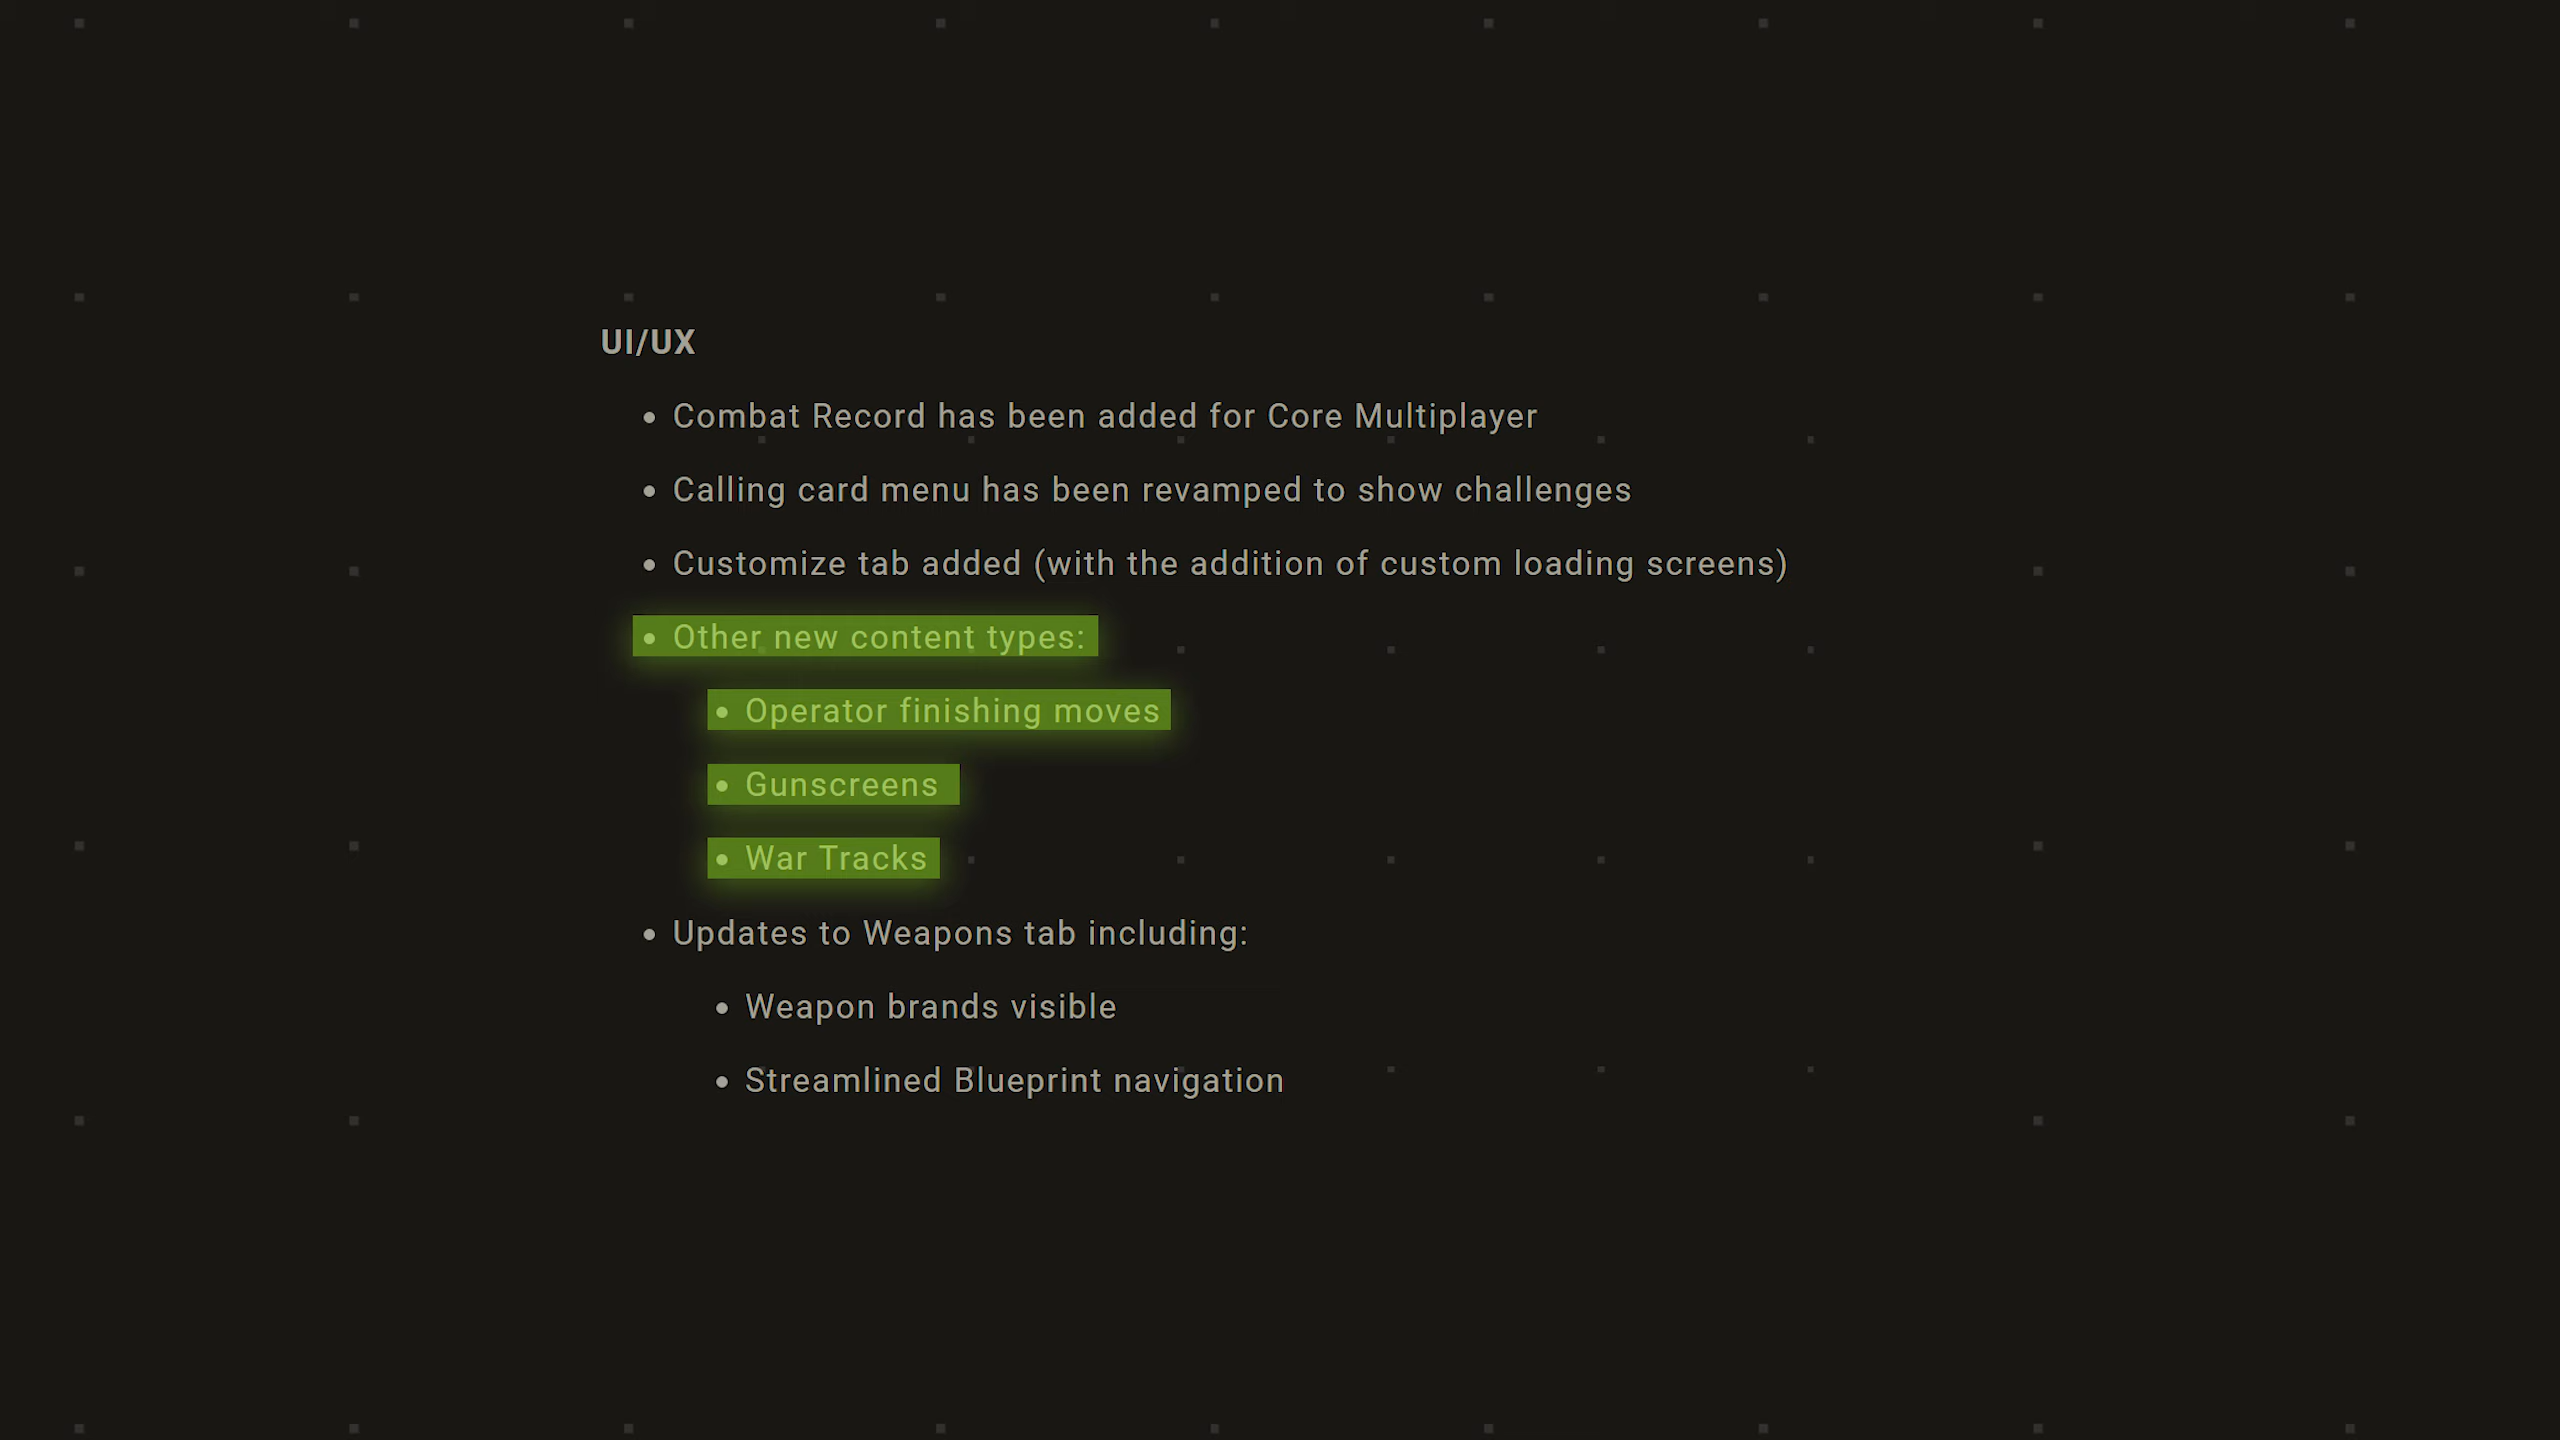 UI/UX
• Combat Record has been added for Core Multiplayer
• Calling card menu has been revamped to show challenges
• Customize tab added (with the addition of custom loading screens)
• Other new content types:
• Operator finishing moves
• Gunscreens
• War Tracks
• Updates to Weapons tab including:
• Weapon brands visible
• Streamlined Blueprint navigation